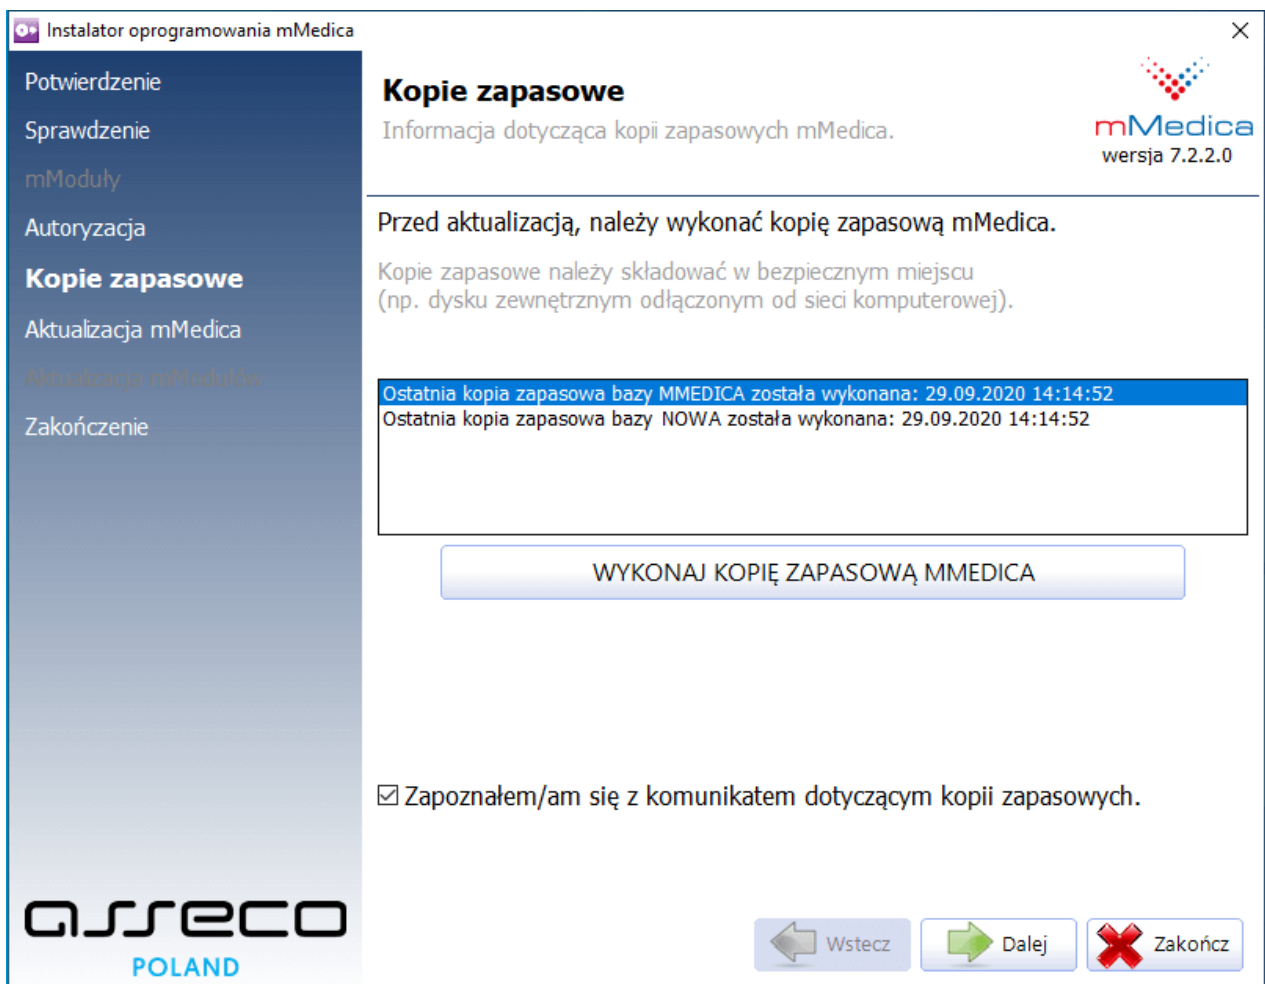 Instalator oprogramowania mMedica
Potwierdzenie
Sprawdzenie
mModuły
Autoryzacja
Kopie zapasowe
Aktualizacja mMedica
Aktualizacja mModułów
Zakończenie
asseco
POLAND
Kopie zapasowe
Informacja dotycząca kopii zapasowych mMedica.
mMedica
wersja 7.2.2.0
Przed aktualizacją, należy wykonać kopię zapasową mMedica.
Kopie zapasowe należy składować w bezpiecznym miejscu
(np. dysku zewnętrznym odłączonym od sieci komputerowej).
Ostatnia kopia zapasowa bazy MMEDICA została wykonana: 29.09.2020 14:14:52
Ostatnia kopia zapasowa bazy NOWA została wykonana: 29.09.2020 14:14:52
WYKONAJ KOPIĘ ZAPASOWĄ MMEDICA
Zapoznałem/am się z komunikatem dotyczącym kopii zapasowych.
Wstecz
Dalej
Zakończ